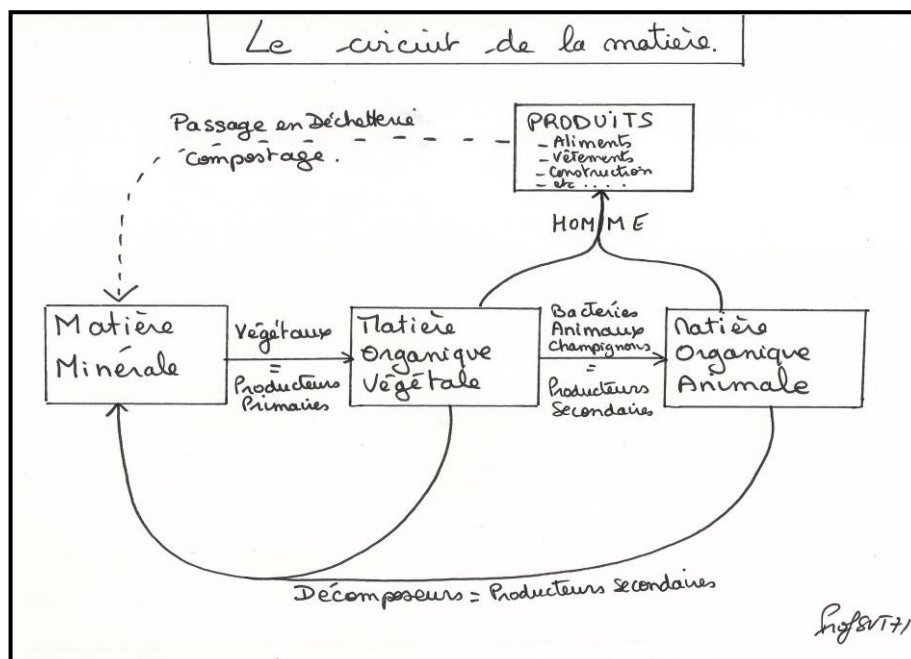 Le circuit de la matière.
Passage en Déchetterie
Compostage.
PRODUITS
- Aliments
- Vêtements
- Construction
- etc ....
HOMME
Matière
Minérale
Végétaux
=
Producteurs
Primaires
Matière
Organique
Végétale
Bactéries
Animaux
Champignons
=
Producteurs
Secondaires
Matière
Organique
Animale
Décomposeurs = Producteurs secondaires
ProfSVT71